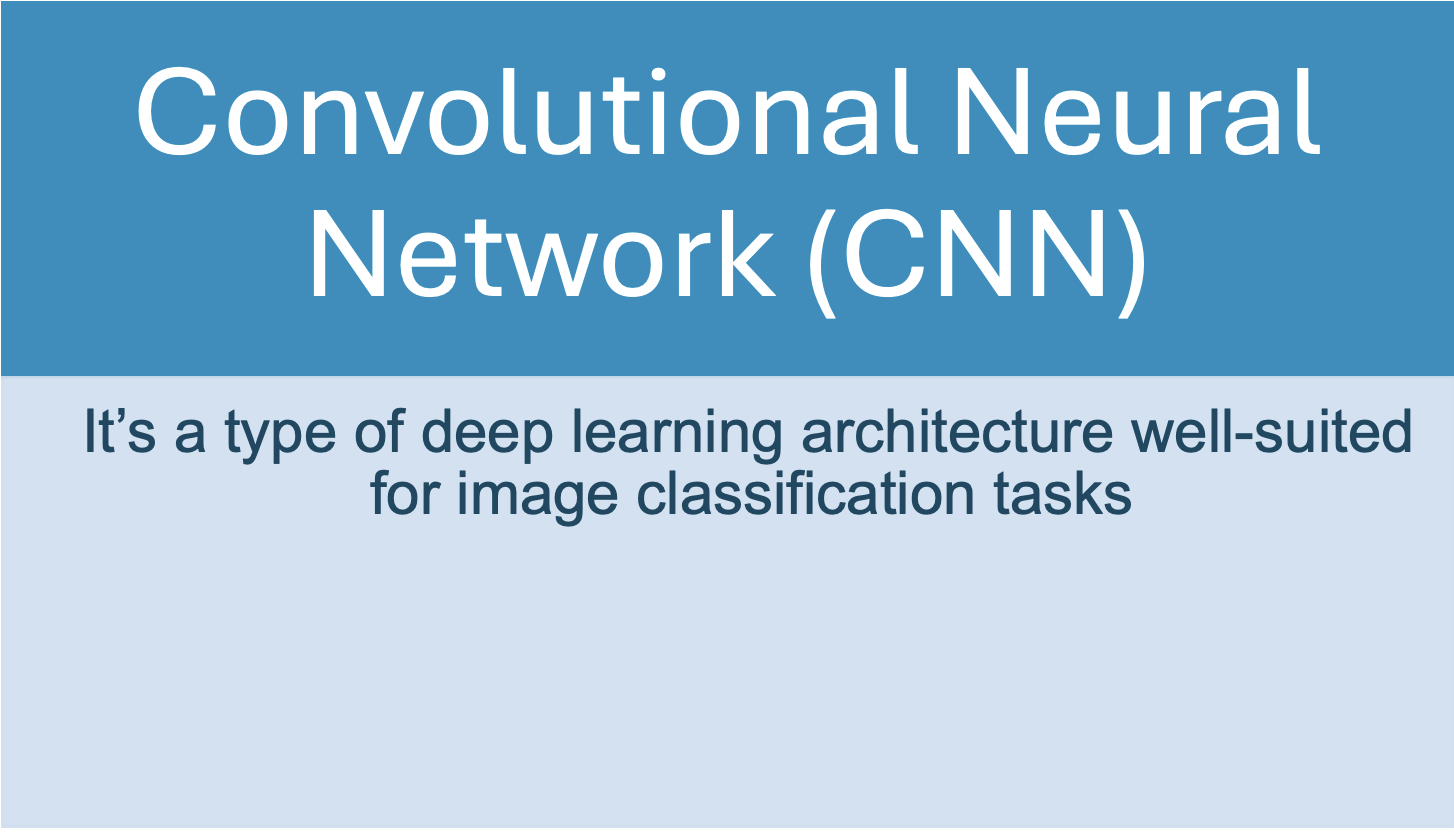 Convolutional Neural
Network (CNN)
It’s a type of deep learning architecture well-suited
for image classification tasks